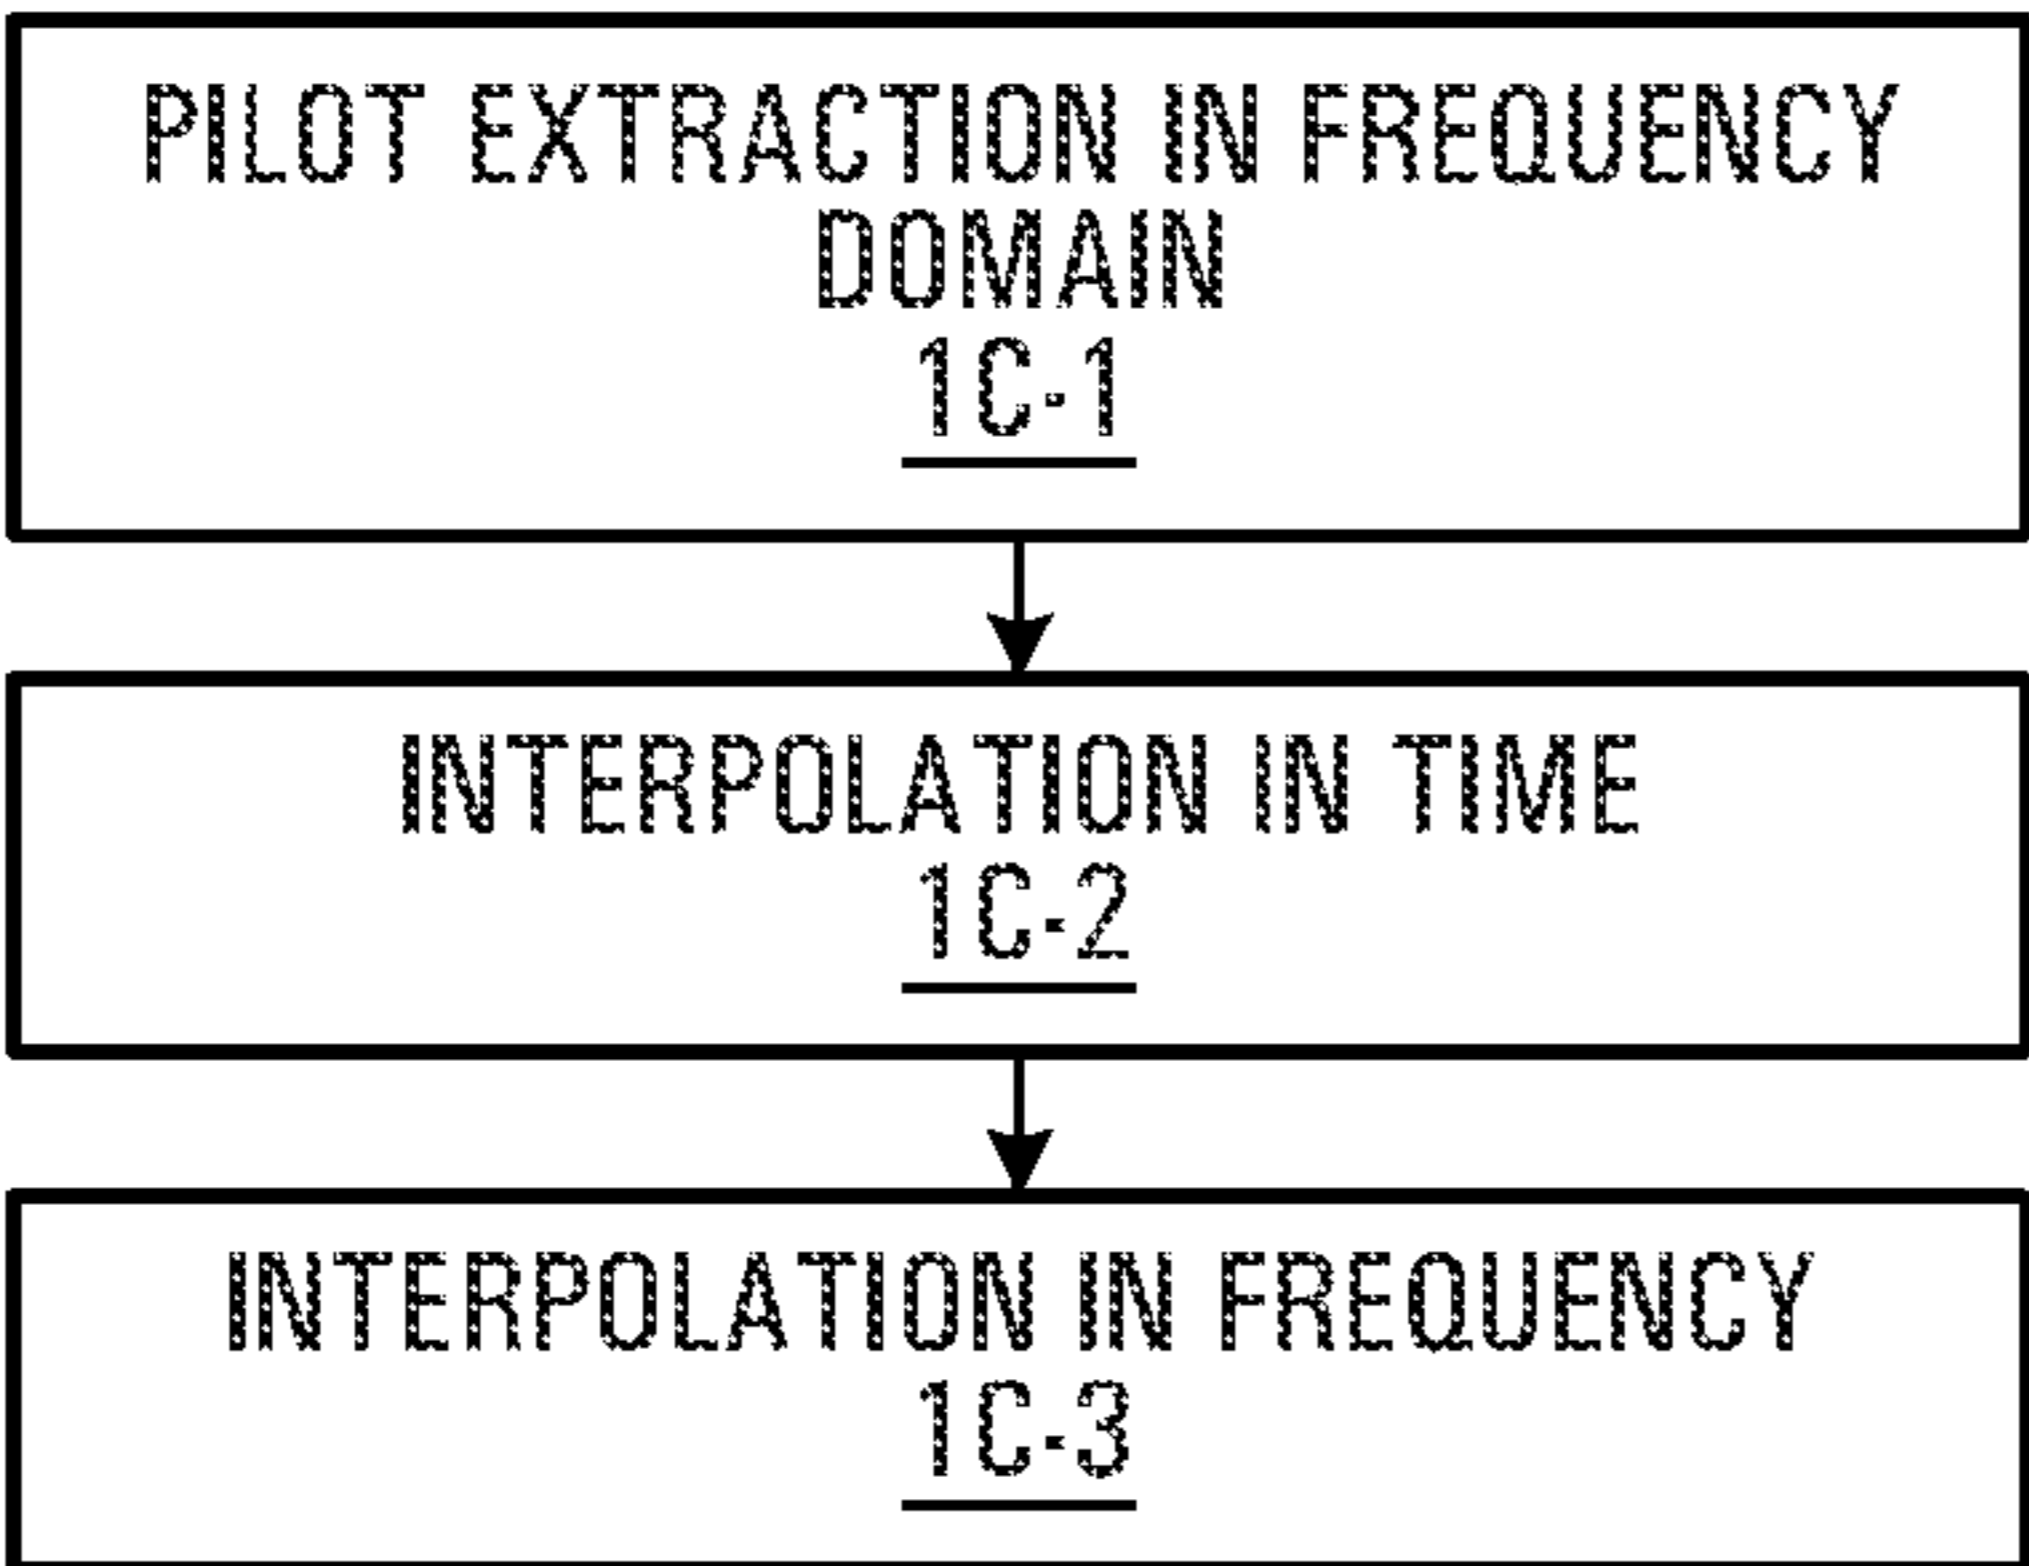 PILOT EXTRACTION IN FREQUENCY
DOMAIN
1C-1
INTERPOLATION IN TIME
1C-2
INTERPOLATION IN FREQUENCY
1C-3